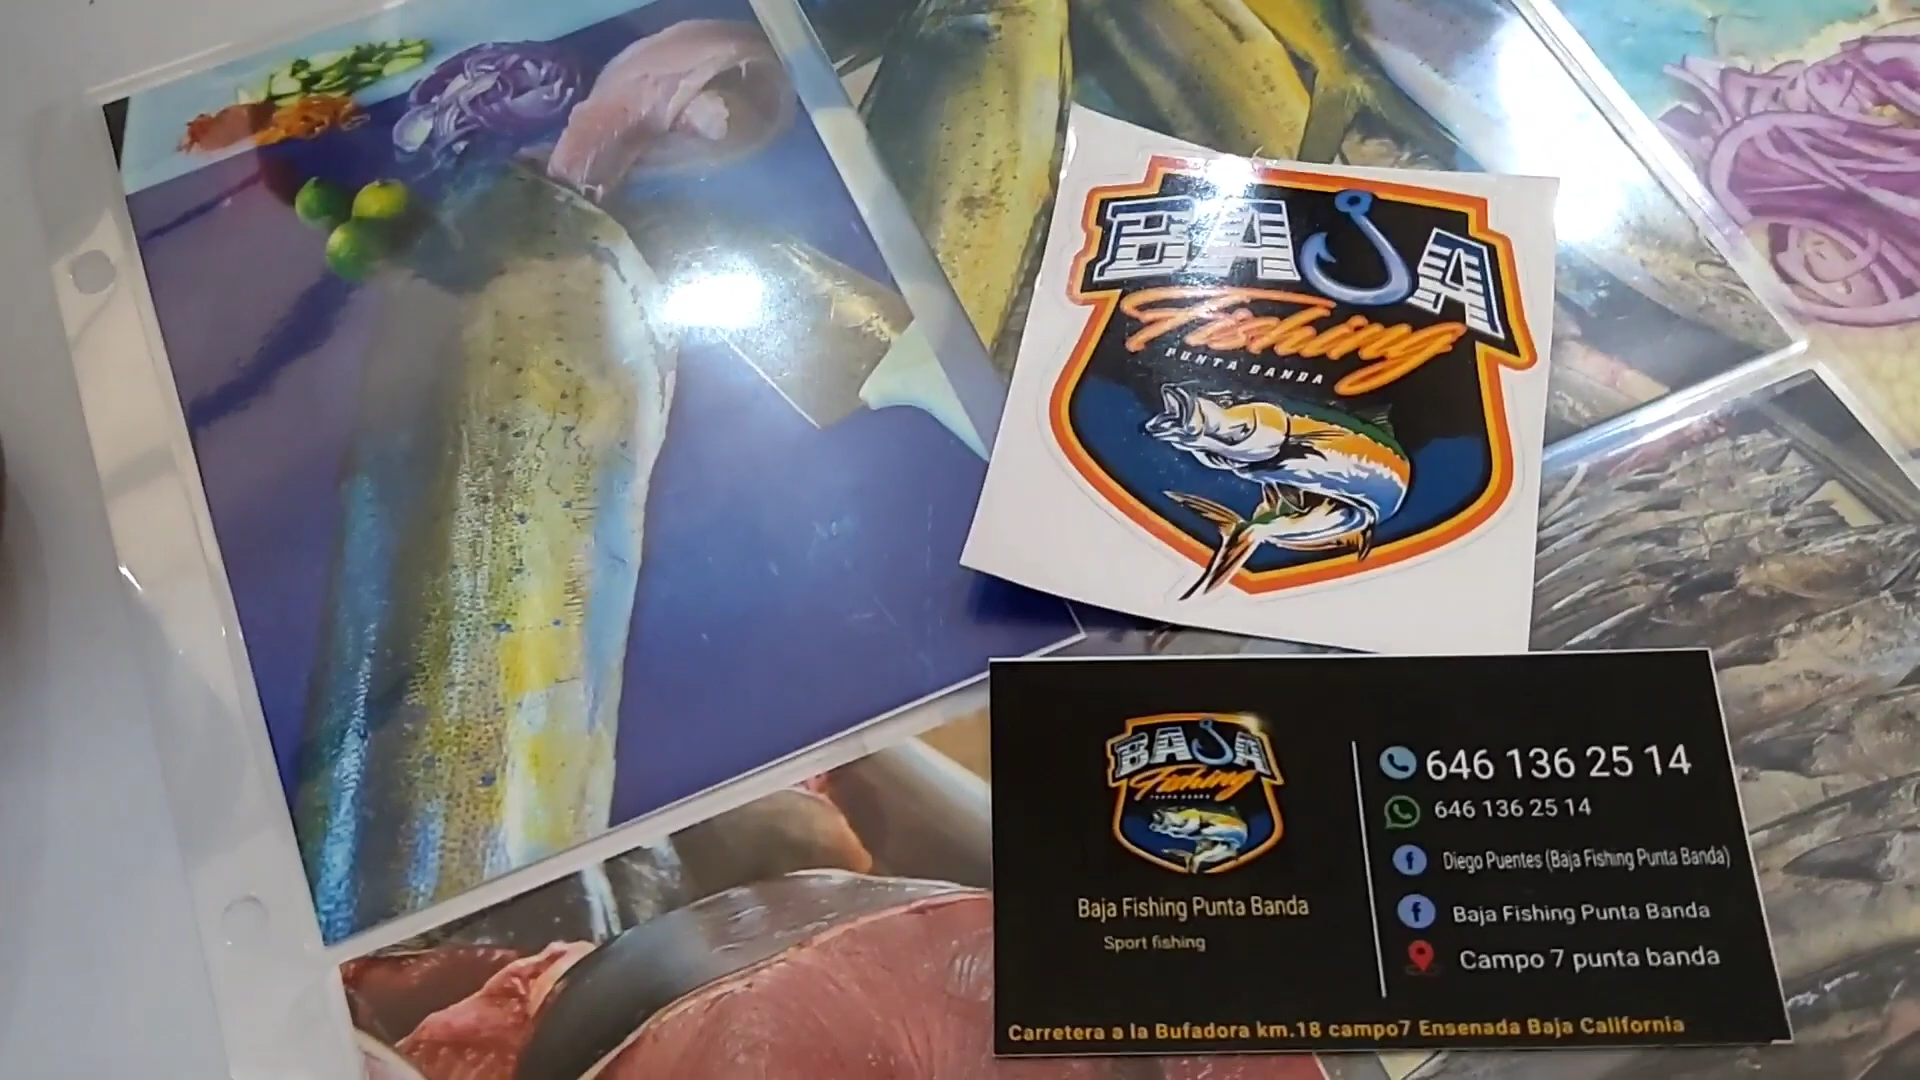 BAJA
Fishing
PUNTA BANDA
BAJA
Fishing
PUNTA BANDA
Baja Fishing Punta Banda
Sport fishing
646 136 25 14
646 136 25 14
Diego Puentes (Baja Fishing Punta Banda)
Baja Fishing Punta Banda
Campo 7 punta banda
Carretera a la Bufadora km.18 campo7 Ensenada Baja California